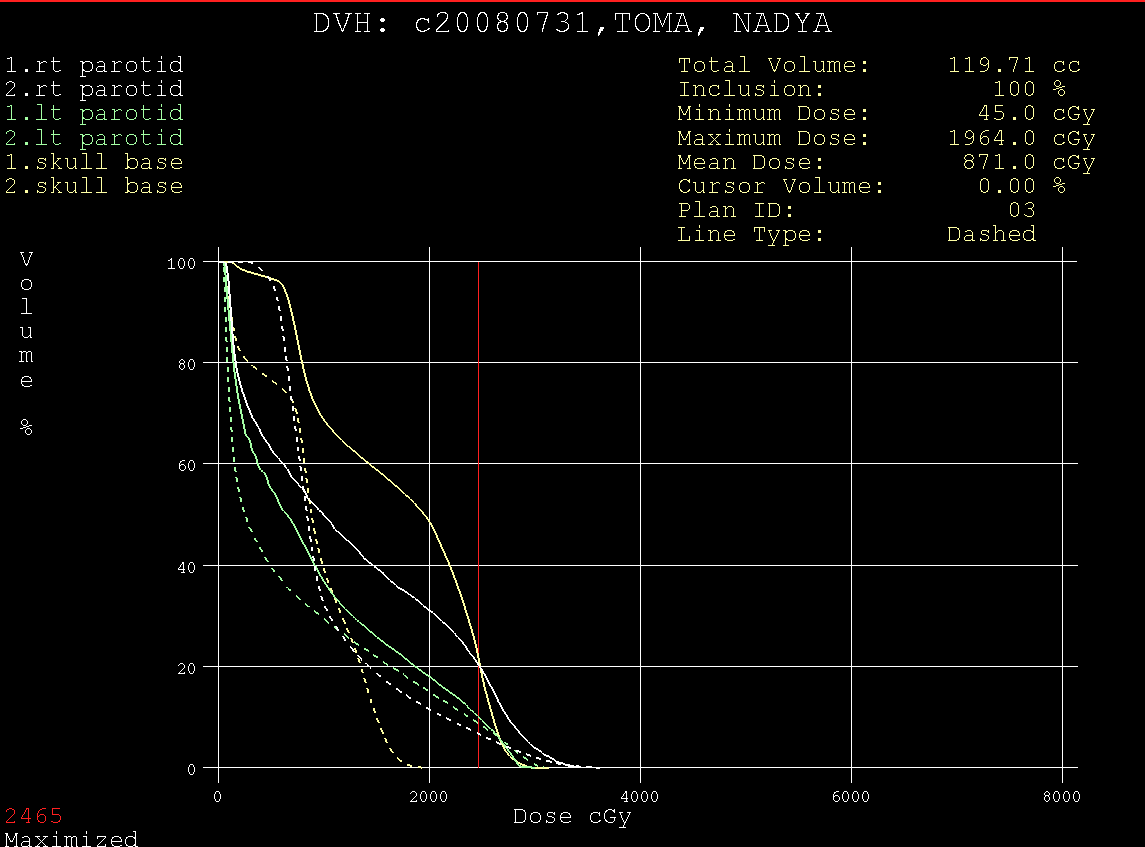 DVH: c20080731,TOMA, NADYA
1.rt parotid
2.rt parotid
1.lt parotid
2.lt parotid
1.skull base
2.skull base
Total Volume: 119.71 cc
Inclusion: 100 %
Minimum Dose: 45.0 cGy
Maximum Dose: 1964.0 cGy
Mean Dose: 871.0 cGy
Cursor Volume: 0.00 %
Plan ID: 03
Line Type: Dashed
Volume %
100
80
60
40
20
0
0 2000 4000 6000 8000
Dose cGy
2465
Maximized